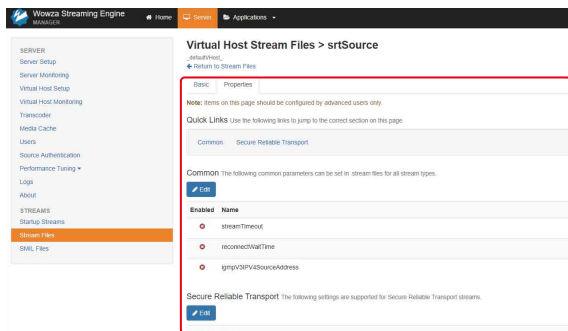 Wowza Streaming Engine
MANAGER
Home
Server
Applications
SERVER
Server Setup
Server Monitoring
Virtual Host Setup
Virtual Host Monitoring
Transcoder
Media Cache
Users
Source Authentication
Performance Tuning
Logs
About
STREAMS
Startup Streams
Stream Files
SMIL Files
Virtual Host Stream Files > srtSource
_defaultVHost_
Return to Stream Files
Basic Properties
Note: Items on this page should be configured by advanced users only.
Quick Links Use the following links to jump to the correct section on this page.
Common Secure Reliable Transport
Common The following common parameters can be set in .stream files for all stream types.
Edit
Enabled Name
streamTimeout
reconnectWaitTime
igmpV3IPV4SourceAddress
Secure Reliable Transport The following settings are supported for Secure Reliable Transport streams.
Edit